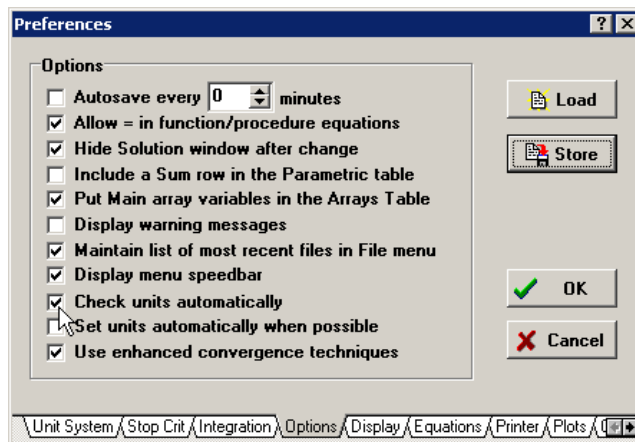 Preferences
Options
Autosave every 0 minutes
Allow = in function/procedure equations
Hide Solution window after change
Include a Sum row in the Parametric table
Put Main array variables in the Arrays Table
Display warning messages
Maintain list of most recent files in File menu
Display menu speedbar
Check units automatically
Set units automatically when possible
Use enhanced convergence techniques
Load
Store
OK
Cancel
Unit System / Stop Crit / Integration \ Options / Display / Equations / Printer / Plots